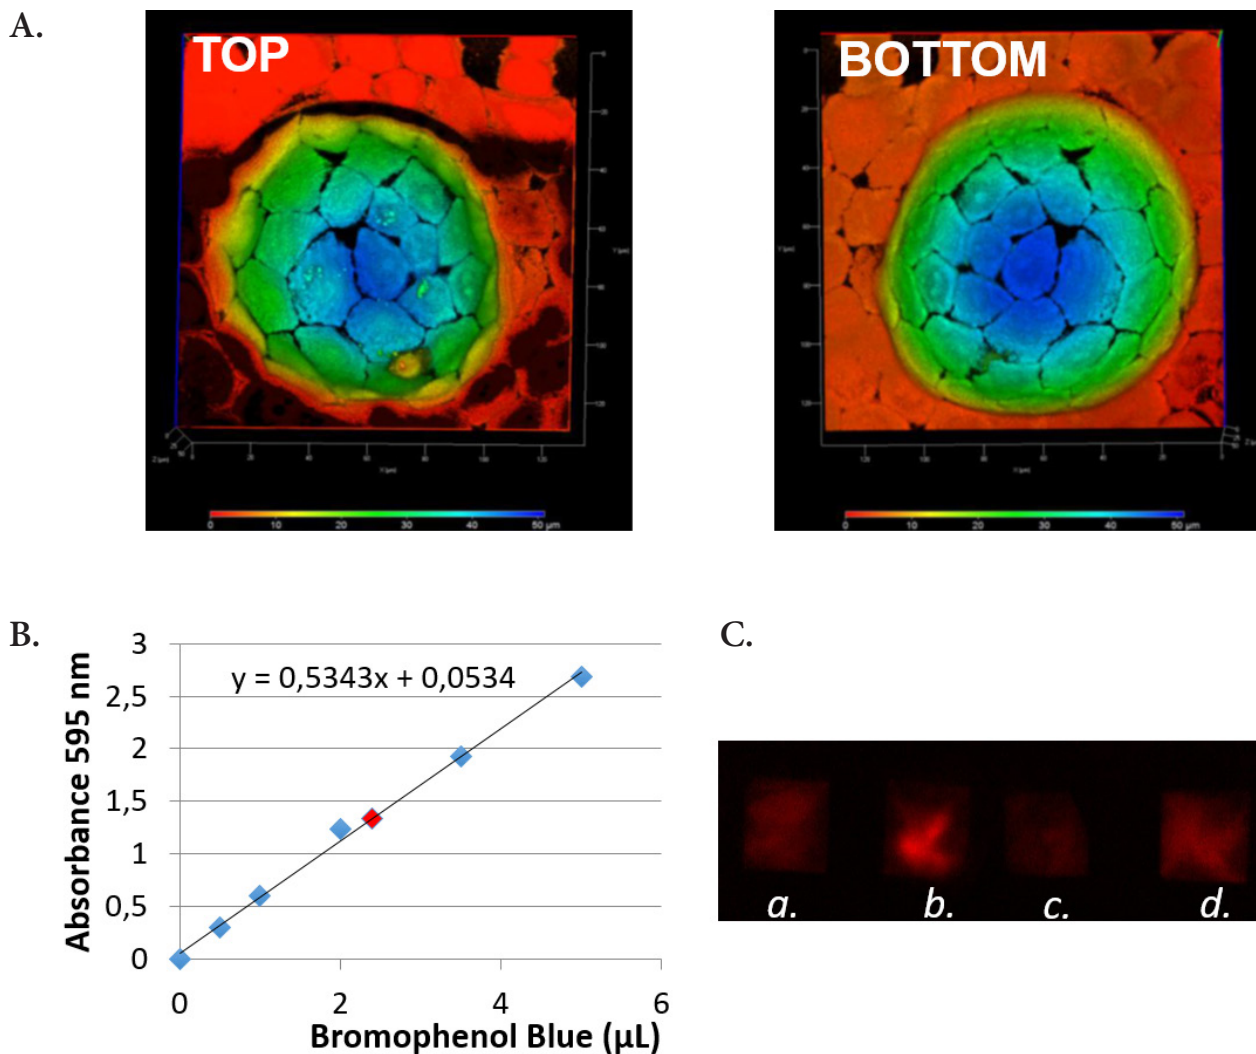 A.
TOP
BOTTOM
0 10 20 30 40 50 µm
0 10 20 30 40 50 µm
B.
C.
Absorbance 595 nm
y = 0,5343x + 0,0534
3
2,5
2
1,5
1
0,5
0
0 2 4 6
Bromophenol Blue (µL)
a. b. c. d.